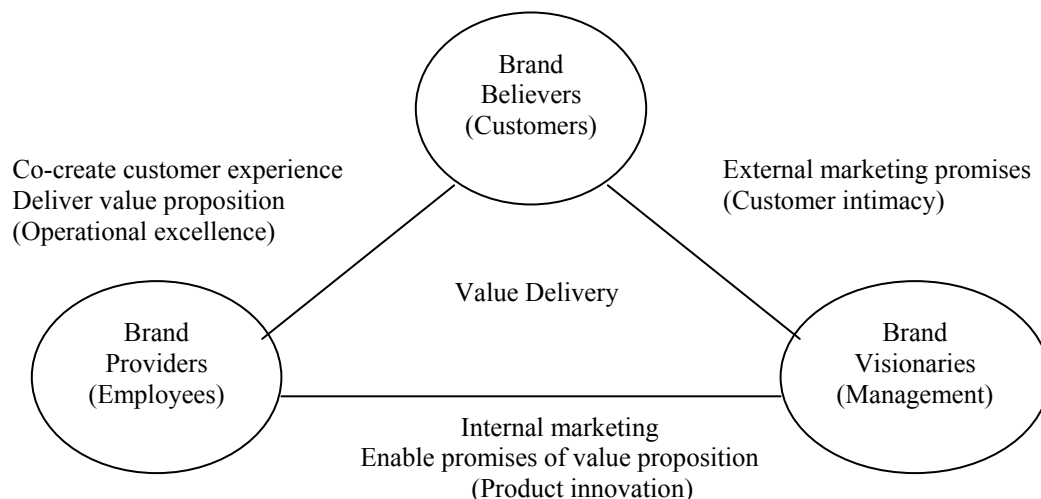 Brand
Believers
(Customers)
Co-create customer experience
Deliver value proposition
(Operational excellence)
External marketing promises
(Customer intimacy)
Value Delivery
Brand
Providers
(Employees)
Brand
Visionaries
(Management)
Internal marketing
Enable promises of value proposition
(Product innovation)